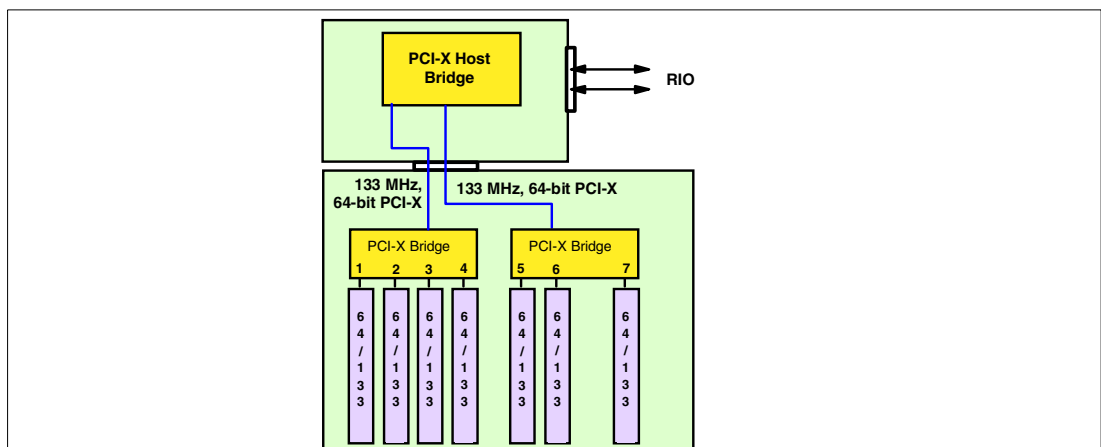 PCI-X Host
Bridge
RIO
133 MHz,
64-bit PCI-X
133 MHz, 64-bit PCI-X
PCI-X Bridge
PCI-X Bridge
1 2 3 4
5 6 7
64/133
64/133
64/133
64/133
64/133
64/133
64/133